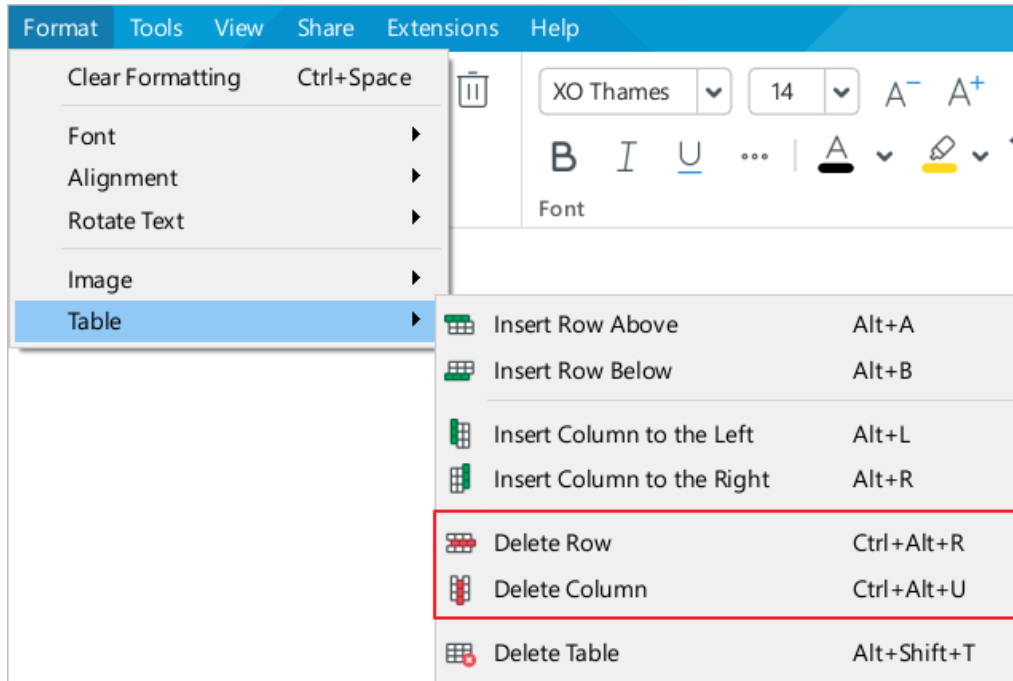 Format Tools View Share Extensions Help
Clear Formatting Ctrl+Space
XO Thames 14 A− A+
Font
B I U A
Alignment
Rotate Text
Font
Image
Table
Insert Row Above Alt+A
Insert Row Below Alt+B
Insert Column to the Left Alt+L
Insert Column to the Right Alt+R
Delete Row Ctrl+Alt+R
Delete Column Ctrl+Alt+U
Delete Table Alt+Shift+T